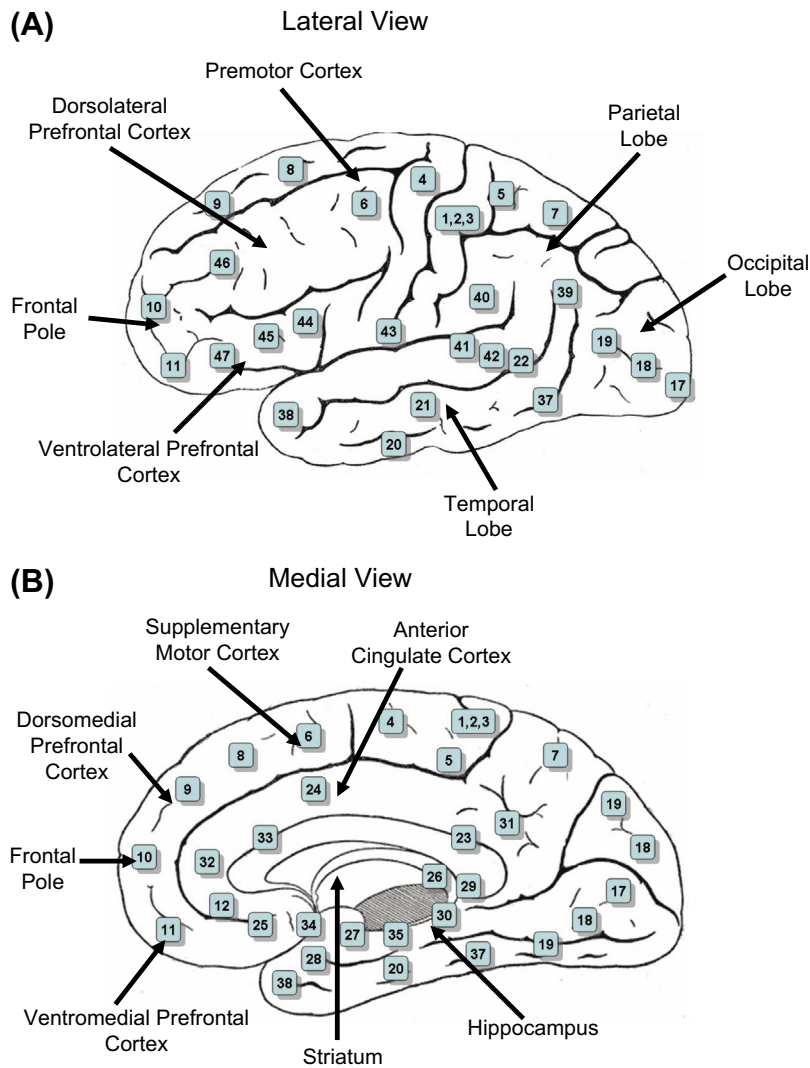 (A)
Lateral View
Premotor Cortex
Dorsolateral
Prefrontal Cortex
Parietal
Lobe
8
4
5
9
6
1,2,3
7
46
Occipital
Lobe
Frontal
Pole
10
40
39
44
43
45
41
19
11
47
42
22
18
17
38
21
37
20
Ventrolateral Prefrontal
Cortex
Temporal
Lobe
(B)
Medial View
Supplementary
Motor Cortex
Anterior
Cingulate Cortex
Dorsomedial
Prefrontal
Cortex
6
4
1,2,3
8
5
7
9
24
19
31
33
23
18
Frontal
Pole
10
32
26
29
17
12
30
18
11
25
34
27
35
19
28
20
37
38
Ventromedial Prefrontal
Cortex
Hippocampus
Striatum